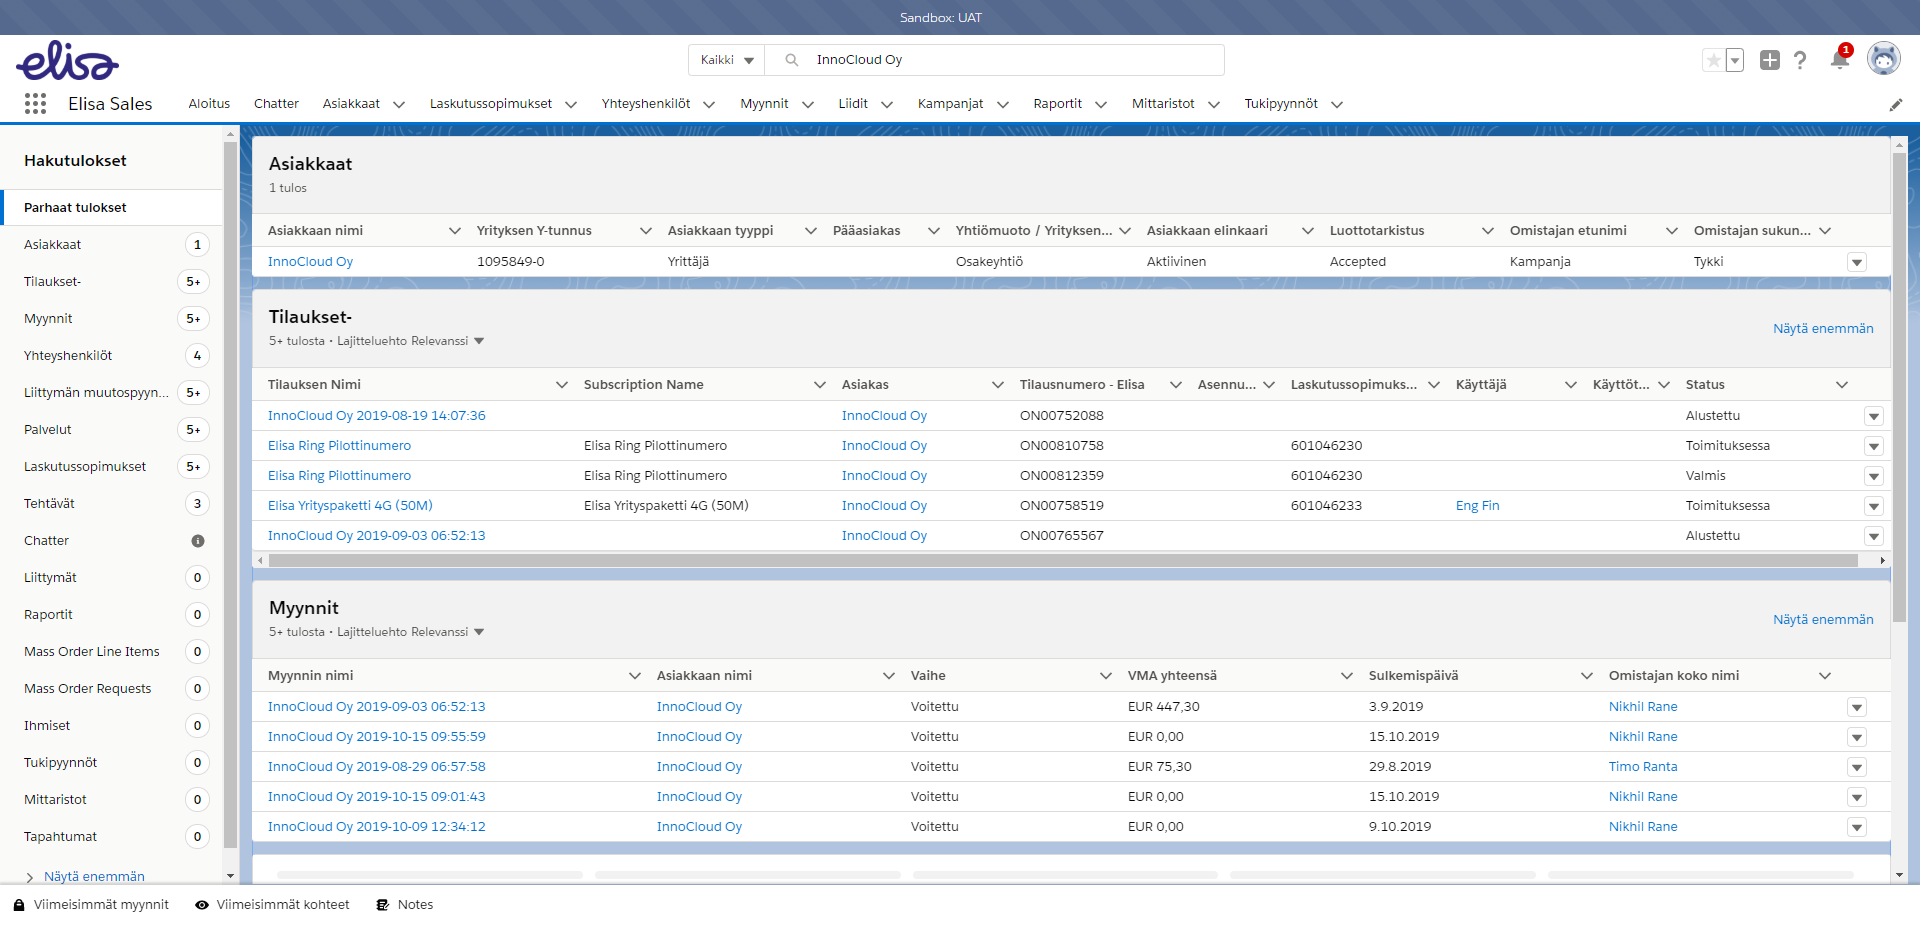 Sandbox: UAT
elisa
Kaikki
InnoCloud Oy
1
Elisa Sales
Aloitus
Chatter
Asiakkaat
Laskutussopimukset
Yhteyshenkilöt
Myynnit
Liidit
Kampanjat
Raportit
Mittaristot
Tukipyynnöt
Hakutulokset
Parhaat tulokset
Asiakkaat 1
Tilaukset- 5+
Myynnit 5+
Yhteyshenkilöt 4
Liittymän muutospyyn... 5+
Palvelut 5+
Laskutussopimukset 5+
Tehtävät 3
Chatter
Liittymät 0
Raportit 0
Mass Order Line Items 0
Mass Order Requests 0
Ihmiset 0
Tukipyynnöt 0
Mittaristot 0
Tapahtumat 0
Näytä enemmän
Asiakkaat
1 tulos
Asiakkaan nimi Yrityksen Y-tunnus Asiakkaan tyyppi Pääasiakas Yhtiömuoto / Yrityksen... Asiakkaan elinkaari Luottotarkistus Omistajan etunimi Omistajan sukun...
InnoCloud Oy 1095849-0 Yrittäjä Osakeyhtiö Aktiivinen Accepted Kampanja Tykki
Tilaukset-
5+ tulosta • Lajitteluehto Relevanssi
Näytä enemmän
Tilauksen Nimi Subscription Name Asiakas Tilausnumero - Elisa Asennu... Laskutussopimuks... Käyttäjä Käyttöt... Status
InnoCloud Oy 2019-08-19 14:07:36 InnoCloud Oy ON00752088 Alustettu
Elisa Ring Pilottinumero Elisa Ring Pilottinumero InnoCloud Oy ON00810758 601046230 Toimituksessa
Elisa Ring Pilottinumero Elisa Ring Pilottinumero InnoCloud Oy ON00812359 601046230 Valmis
Elisa Yrityspaketti 4G (50M) Elisa Yrityspaketti 4G (50M) InnoCloud Oy ON00758519 601046233 Eng Fin Toimituksessa
InnoCloud Oy 2019-09-03 06:52:13 InnoCloud Oy ON00765567 Alustettu
Myynnit
5+ tulosta • Lajitteluehto Relevanssi
Näytä enemmän
Myynnin nimi Asiakkaan nimi Vaihe VMA yhteensä Sulkemispäivä Omistajan koko nimi
InnoCloud Oy 2019-09-03 06:52:13 InnoCloud Oy Voitettu EUR 447,30 3.9.2019 Nikhil Rane
InnoCloud Oy 2019-10-15 09:55:59 InnoCloud Oy Voitettu EUR 0,00 15.10.2019 Nikhil Rane
InnoCloud Oy 2019-08-29 06:57:58 InnoCloud Oy Voitettu EUR 75,30 29.8.2019 Timo Ranta
InnoCloud Oy 2019-10-15 09:01:43 InnoCloud Oy Voitettu EUR 0,00 15.10.2019 Nikhil Rane
InnoCloud Oy 2019-10-09 12:34:12 InnoCloud Oy Voitettu EUR 0,00 9.10.2019 Nikhil Rane
Viimeisimmät myynnit
Viimeisimmät kohteet
Notes